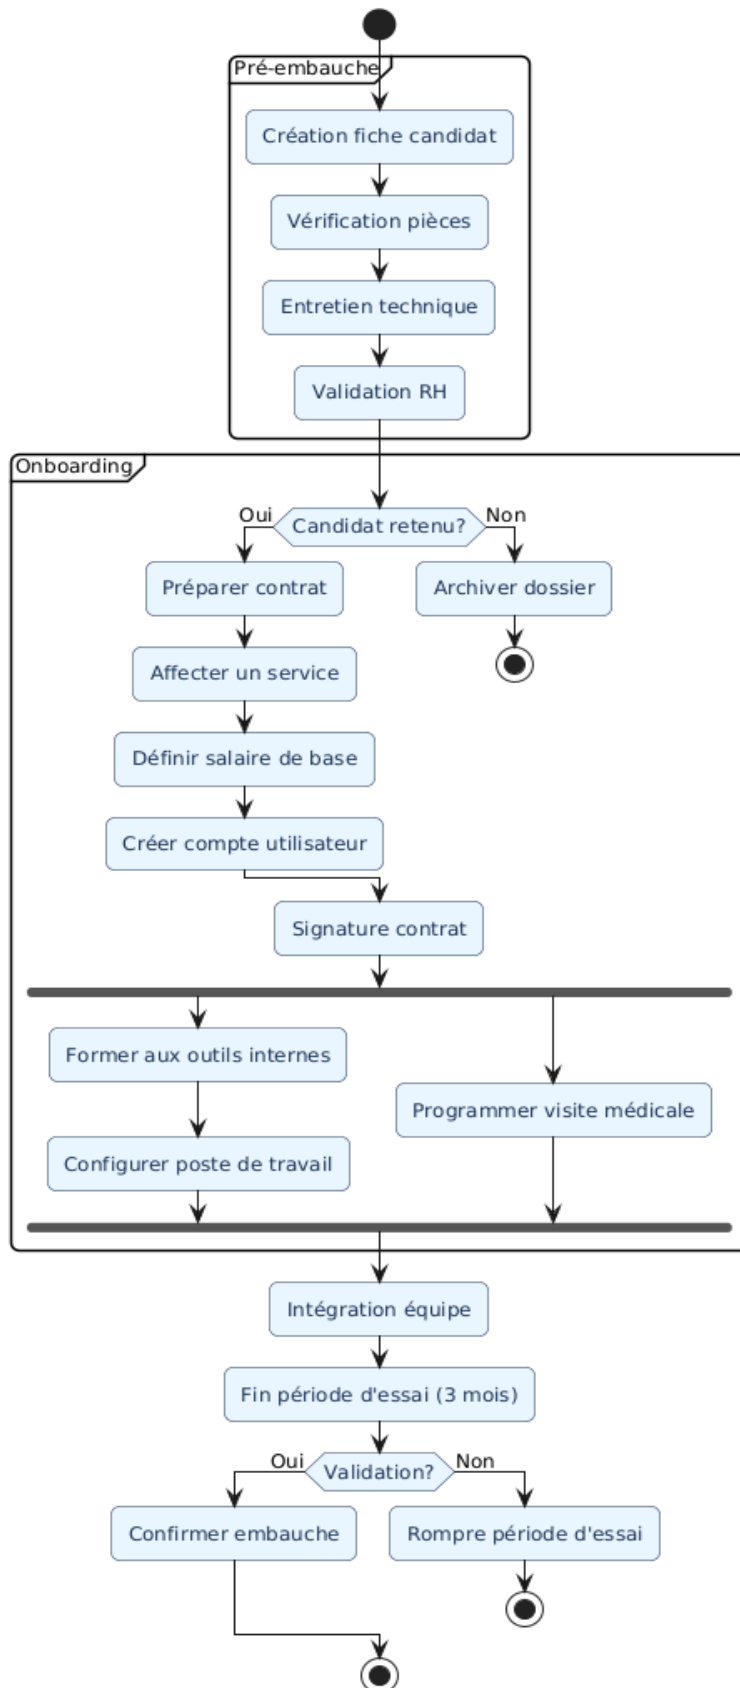 Pré-embauche
Création fiche candidat
Vérification pièces
Entretien technique
Validation RH
Onboarding
Oui
Candidat retenu?
Non
Préparer contrat
Archiver dossier
Affecter un service
Définir salaire de base
Créer compte utilisateur
Signature contrat
Former aux outils internes
Programmer visite médicale
Configurer poste de travail
Intégration équipe
Fin période d'essai (3 mois)
Oui
Validation?
Non
Confirmer embauche
Rompre période d'essai